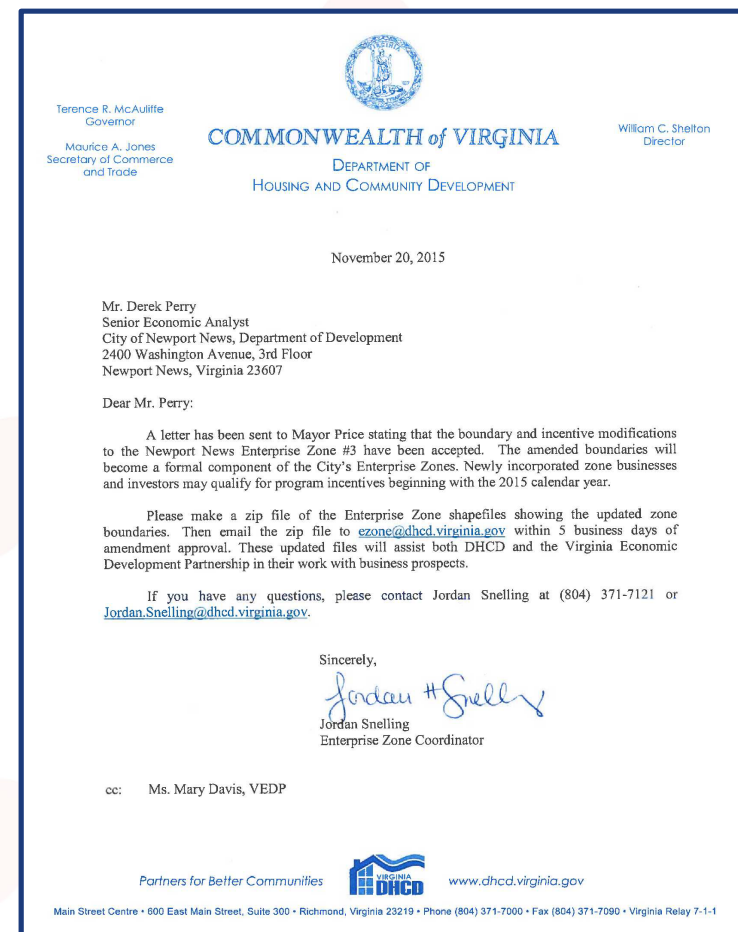 VIRGINIA
Terence R. McAuliffe
Governor
Maurice A. Jones
Secretary of Commerce
and Trade
COMMONWEALTH of VIRGINIA
DEPARTMENT OF
HOUSING AND COMMUNITY DEVELOPMENT
William C. Shelton
Director
November 20, 2015
Mr. Derek Perry
Senior Economic Analyst
City of Newport News, Department of Development
2400 Washington Avenue, 3rd Floor
Newport News, Virginia 23607
Dear Mr. Perry:
A letter has been sent to Mayor Price stating that the boundary and incentive modifications
to the Newport News Enterprise Zone #3 have been accepted. The amended boundaries will
become a formal component of the City's Enterprise Zones. Newly incorporated zone businesses
and investors may qualify for program incentives beginning with the 2015 calendar year.
Please make a zip file of the Enterprise Zone shapefiles showing the updated zone
boundaries. Then email the zip file to ezone@dhcd.virginia.gov within 5 business days of
amendment approval. These updated files will assist both DHCD and the Virginia Economic
Development Partnership in their work with business prospects.
If you have any questions, please contact Jordan Snelling at (804) 371-7121 or
Jordan.Snelling@dhcd.virginia.gov.
Sincerely,
Jordan H Snelly
Jordan Snelling
Enterprise Zone Coordinator
cc: Ms. Mary Davis, VEDP
Partners for Better Communities
VIRGINIA
DHCD
www.dhcd.virginia.gov
Main Street Centre • 600 East Main Street, Suite 300 • Richmond, Virginia 23219 • Phone (804) 371-7000 • Fax (804) 371-7090 • Virginia Relay 7-1-1